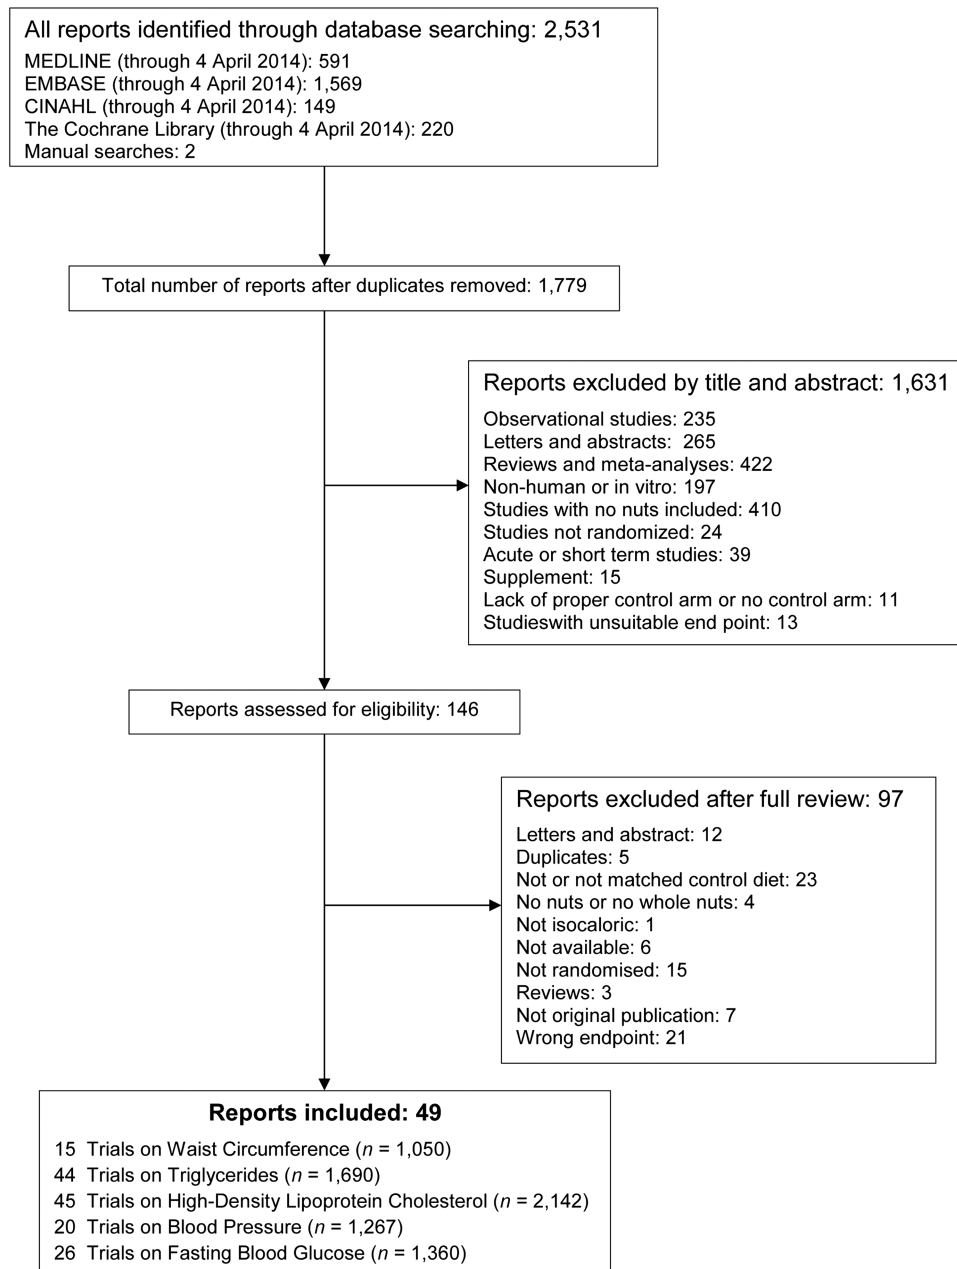 All reports identified through database searching: 2,531
MEDLINE (through 4 April 2014): 591
EMBASE (through 4 April 2014): 1,569
CINAHL (through 4 April 2014): 149
The Cochrane Library (through 4 April 2014): 220
Manual searches: 2
Total number of reports after duplicates removed: 1,779
Reports excluded by title and abstract: 1,631
Observational studies: 235
Letters and abstracts:  265
Reviews and meta-analyses: 422
Non-human or in vitro: 197
Studies with no nuts included: 410
Studies not randomized: 24
Acute or short term studies: 39
Supplement: 15
Lack of proper control arm or no control arm: 11
Studieswith unsuitable end point: 13
Reports assessed for eligibility: 146
Reports excluded after full review: 97
Letters and abstract: 12
Duplicates: 5
Not or not matched control diet: 23
No nuts or no whole nuts: 4
Not isocaloric: 1
Not available: 6
Not randomised: 15
Reviews: 3
Not original publication: 7
Wrong endpoint: 21
Reports included: 49
15 Trials on Waist Circumference (n = 1,050)
44 Trials on Triglycerides (n = 1,690)
45 Trials on High-Density Lipoprotein Cholesterol (n = 2,142)
20 Trials on Blood Pressure (n = 1,267)
26 Trials on Fasting Blood Glucose (n = 1,360)